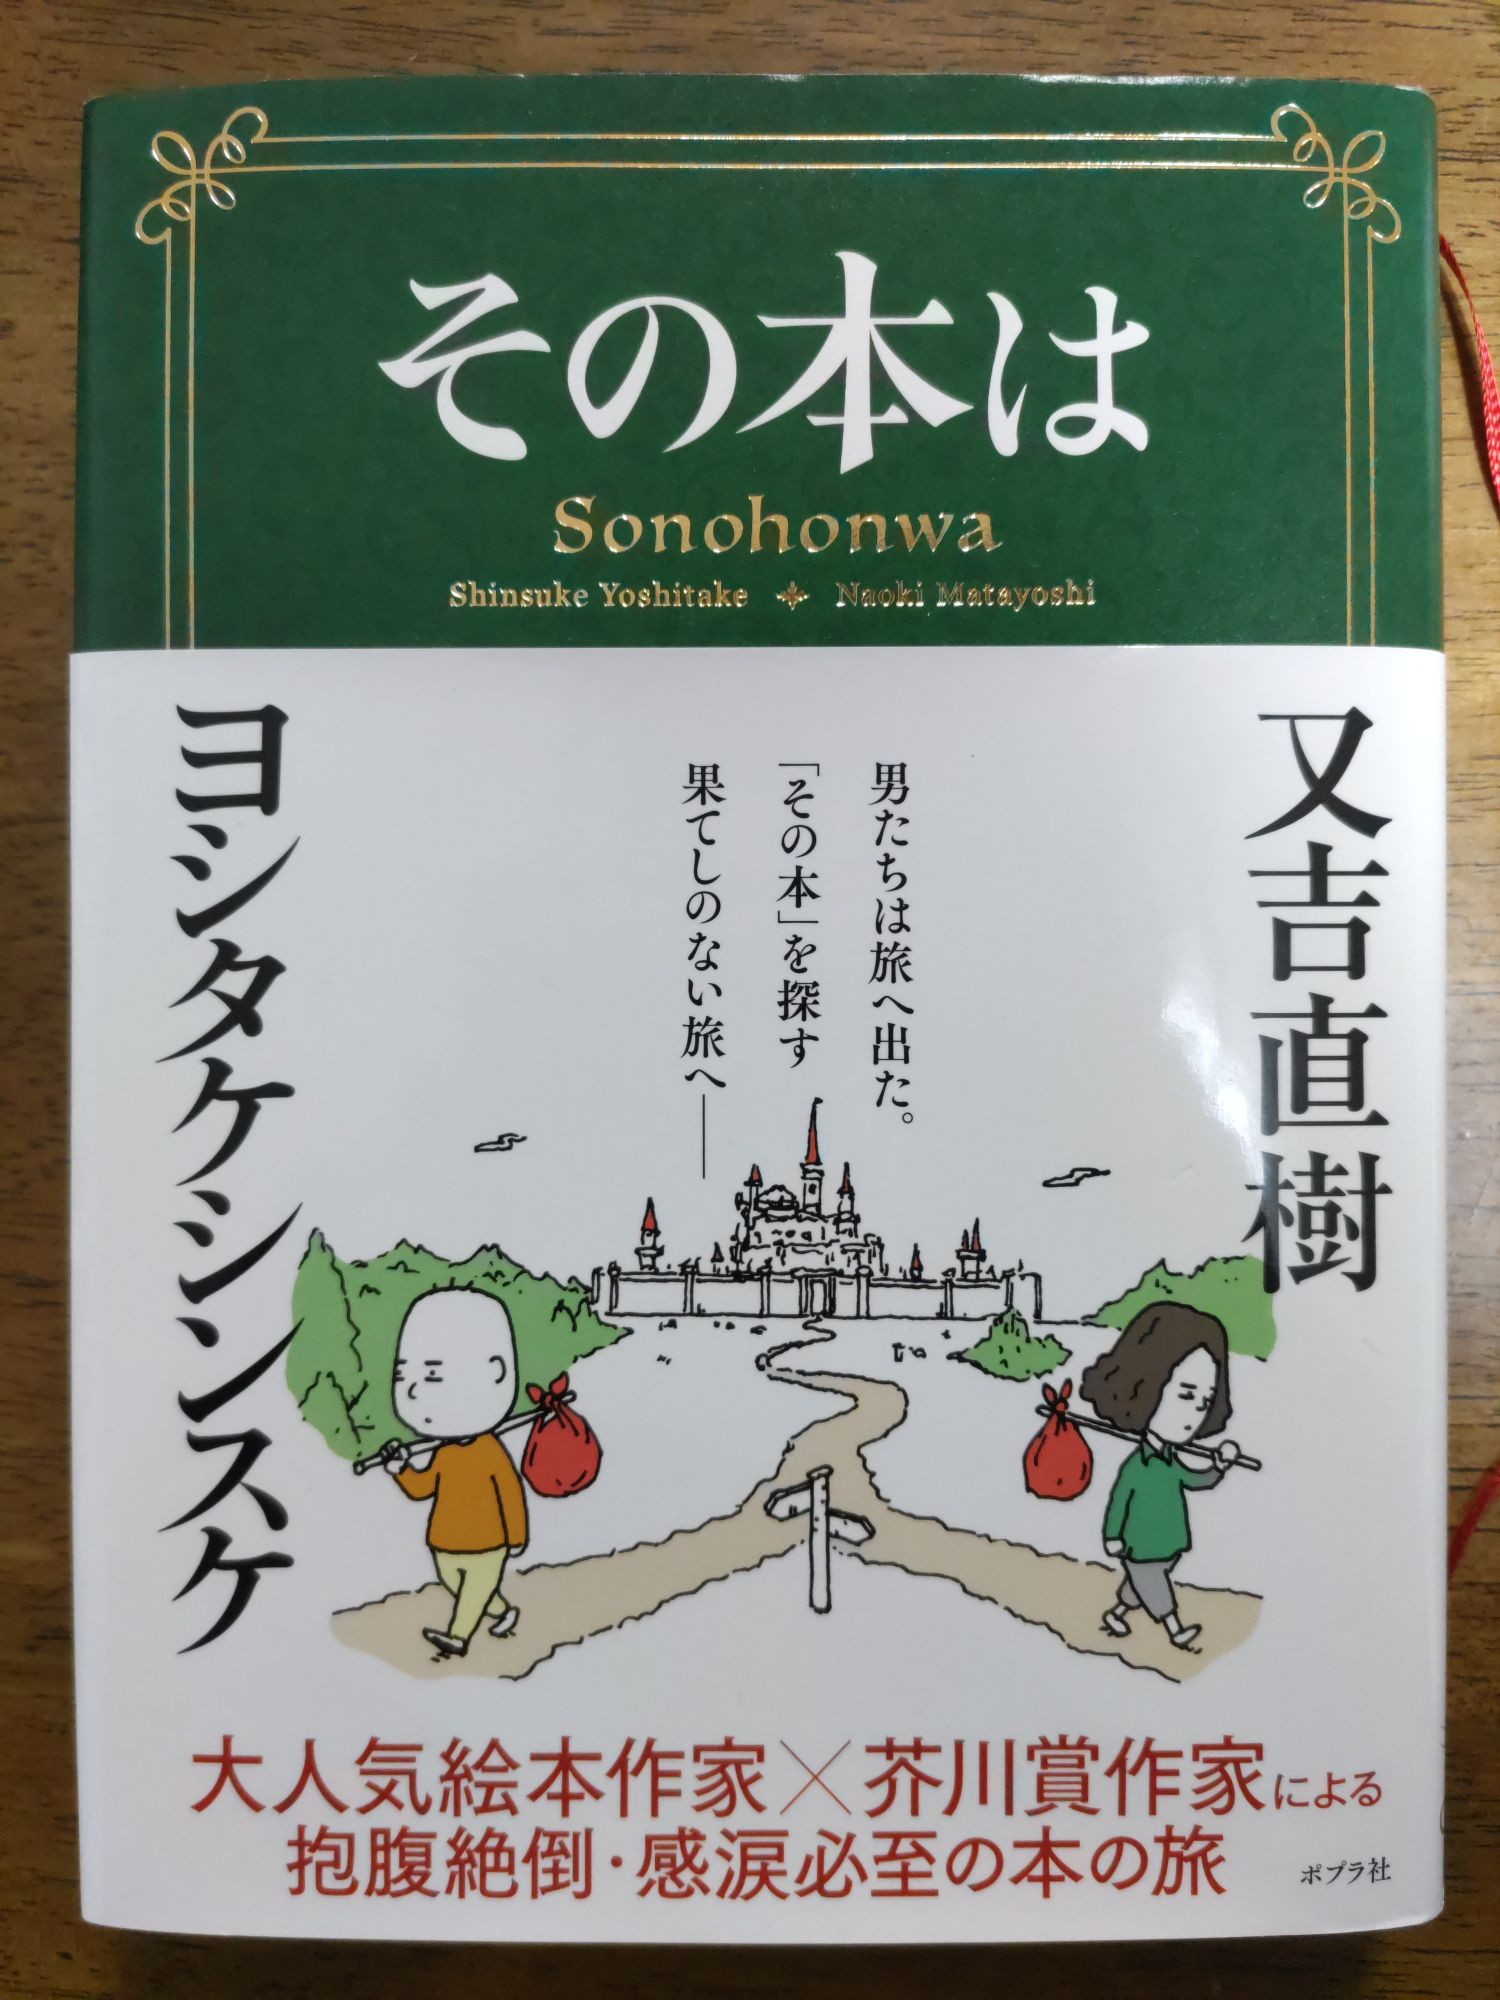 その本は
Sonohonwa
Shinsuke Yoshitake Naoki Matayoshi
又吉直樹
男たちは旅へ出た。
「その本」を探す
果てしのない旅へ――
ヨシタケシンスケ
大人気絵本作家×芥川賞作家による
抱腹絶倒・感涙必至の本の旅
ポプラ社